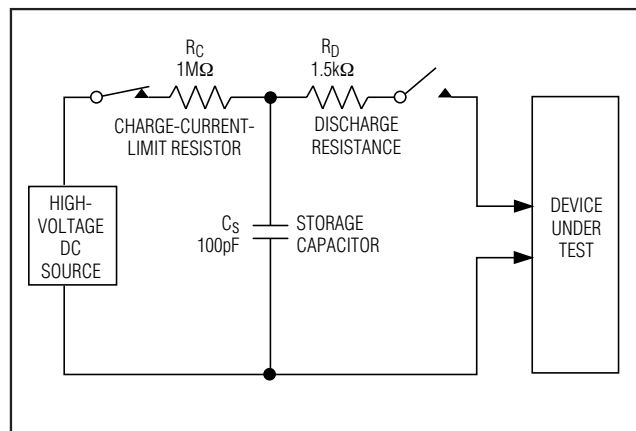 R_C
1MΩ
CHARGE-CURRENT-
LIMIT RESISTOR
R_D
1.5kΩ
DISCHARGE
RESISTANCE
HIGH-
VOLTAGE
DC
SOURCE
C_S
100pF
STORAGE
CAPACITOR
DEVICE
UNDER
TEST